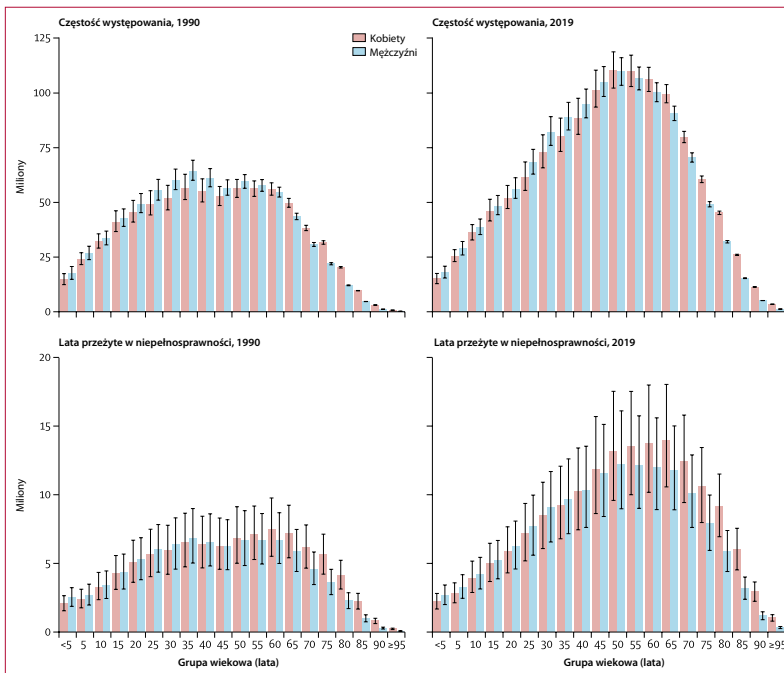 Częstość występowania, 1990
Częstość występowania, 2019
Kobiety
Mężczyźni
125
100
75
50
25
0
Miliony
Lata przeżyte w niepełnosprawności, 1990
Lata przeżyte w niepełnosprawności, 2019
20
15
10
5
0
Miliony
<5 5 10 15 20 25 30 35 40 45 50 55 60 65 70 75 80 85 90 ≥95
<5 5 10 15 20 25 30 35 40 45 50 55 60 65 70 75 80 85 90 ≥95
Grupa wiekowa (lata)
Grupa wiekowa (lata)